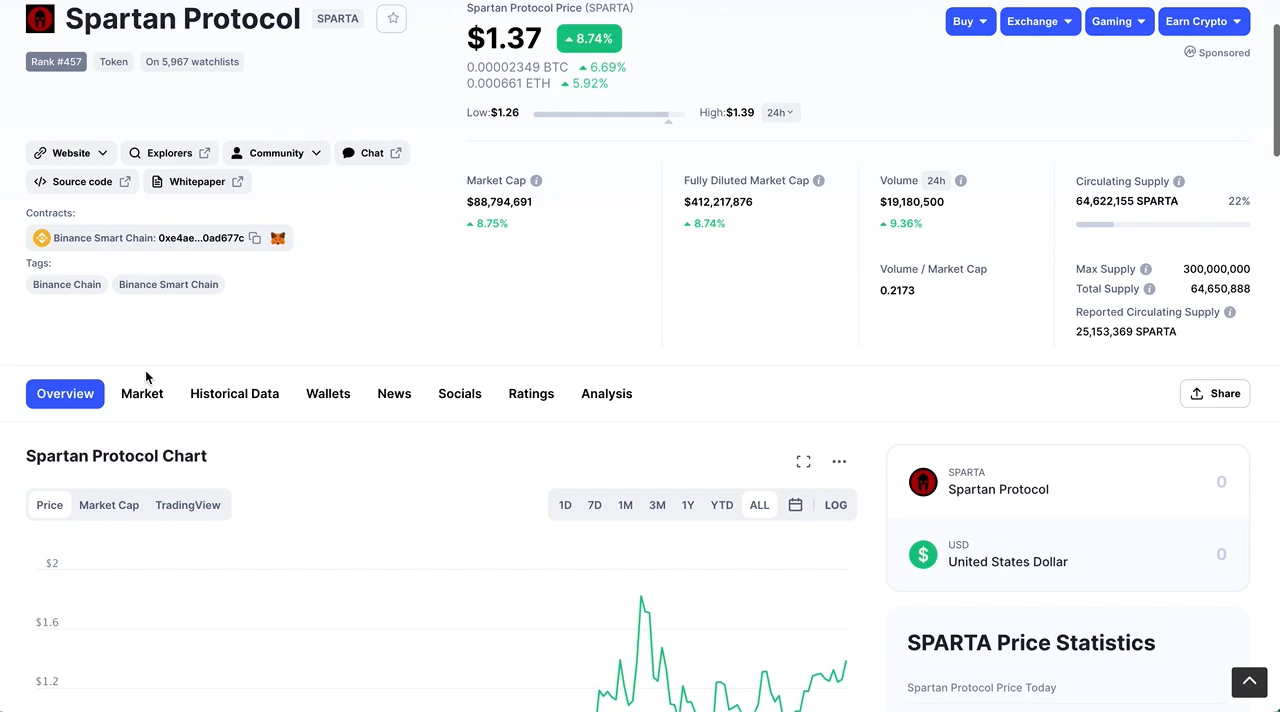 Spartan Protocol SPARTA
Rank #457 Token On 5,967 watchlists
Website Explorers Community Chat
Source code Whitepaper
Contracts:
Binance Smart Chain: 0xe4ae...0ad677c
Tags:
Binance Chain Binance Smart Chain
Spartan Protocol Price (SPARTA)
$1.37 8.74%
0.00002349 BTC 6.69%
0.000661 ETH 5.92%
Low:$1.26 High:$1.39 24h
Buy Exchange Gaming Earn Crypto
Sponsored
Market Cap
$88,794,691
8.75%
Fully Diluted Market Cap
$412,217,876
8.74%
Volume 24h
$19,180,500
9.36%
Volume / Market Cap
0.2173
Circulating Supply
64,622,155 SPARTA 22%
Max Supply 300,000,000
Total Supply 64,650,888
Reported Circulating Supply
25,153,369 SPARTA
Overview Market Historical Data Wallets News Socials Ratings Analysis Share
Spartan Protocol Chart
Price Market Cap TradingView 1D 7D 1M 3M 1Y YTD ALL LOG
$2
$1.6
$1.2
SPARTA
Spartan Protocol 0
USD
United States Dollar 0
SPARTA Price Statistics
Spartan Protocol Price Today